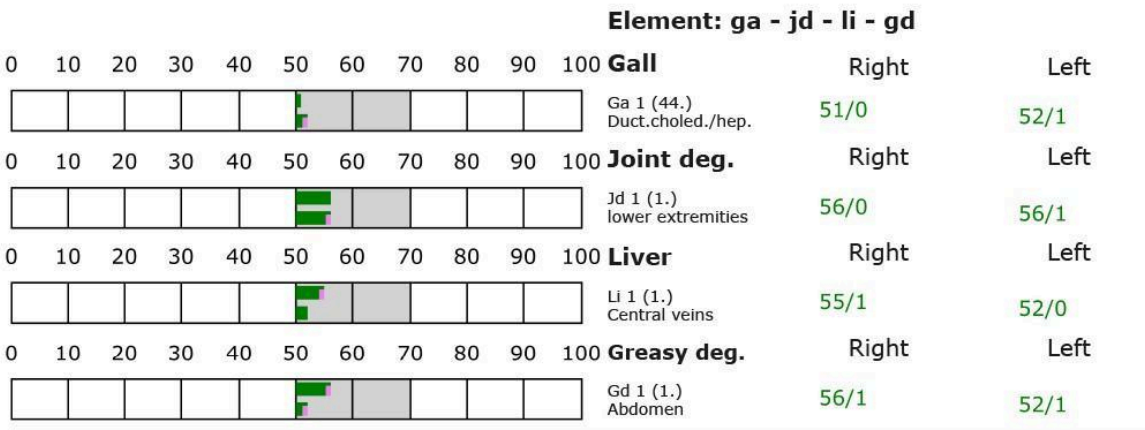 Element: ga - jd - li - gd
0 10 20 30 40 50 60 70 80 90 100 Gall Right Left
Ga 1 (44.) 51/0 52/1
Duct.choled./hep.
0 10 20 30 40 50 60 70 80 90 100 Joint deg. Right Left
Jd 1 (1.) 56/0 56/1
lower extremities
0 10 20 30 40 50 60 70 80 90 100 Liver Right Left
Li 1 (1.) 55/1 52/0
Central veins
0 10 20 30 40 50 60 70 80 90 100 Greasy deg. Right Left
Gd 1 (1.) 56/1 52/1
Abdomen